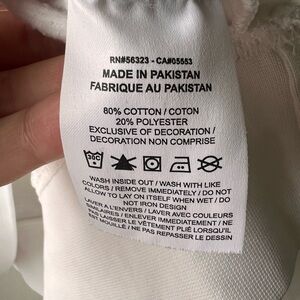 RN#56323 - CA#05553
MADE IN PAKISTAN
FABRIQUE AU PAKISTAN
80% COTTON / COTON
20% POLYESTER
EXCLUSIVE OF DECORATION /
DECORATION NON COMPRISE
30C
WASH INSIDE OUT / WASH WITH LIKE
COLORS / REMOVE IMMEDIATELY / DO NOT
ALLOW TO LAY ON ITSELF WHEN WET / DO
NOT IRON DESIGN
LAVER A L'ENVERS / LAVER AVEC COULEURS
SIMILAIRES / ENLEVER IMMÉDIATEMENT / NE
PAS LAISSER LE VÊTEMENT PLIÉ LORSQU'IL
EST MOUILLÉ / NE PAS REPASSER LE DESSIN